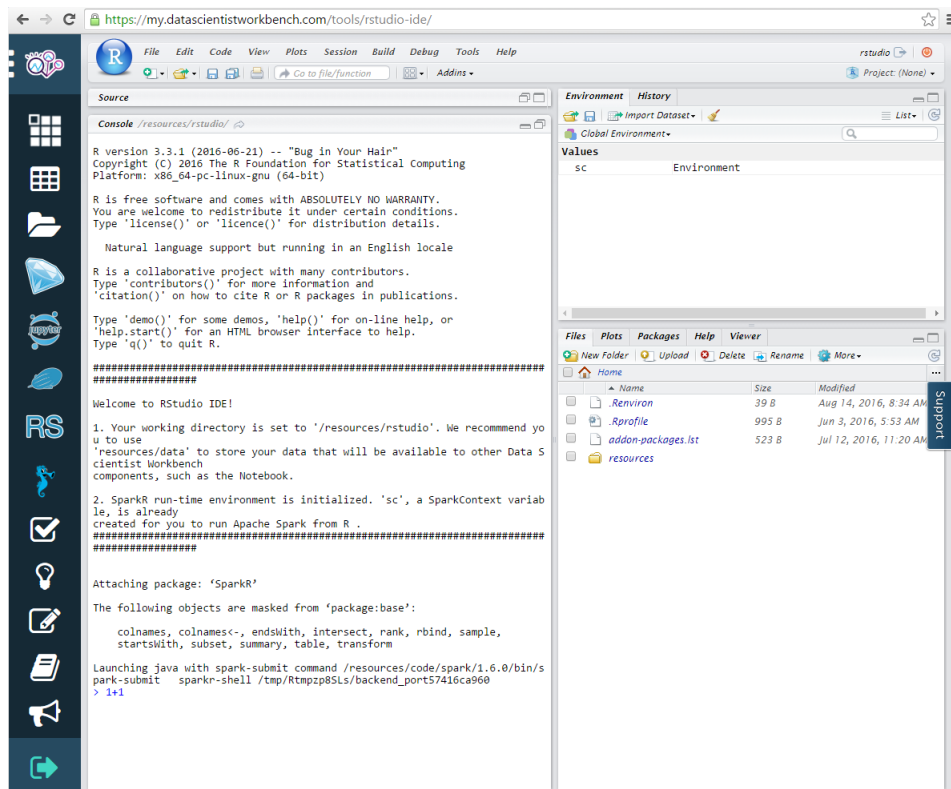 https://my.datascientistworkbench.com/tools/rstudio-ide/
R
File Edit Code View Plots Session Build Debug Tools Help
rstudio
Go to file/function
Addins
Project: (None)
jupyter
RS
Source
Console /resources/rstudio/
R version 3.3.1 (2016-06-21) -- "Bug in Your Hair"
Copyright (C) 2016 The R Foundation for Statistical Computing
Platform: x86_64-pc-linux-gnu (64-bit)
R is free software and comes with ABSOLUTELY NO WARRANTY.
You are welcome to redistribute it under certain conditions.
Type 'license()' or 'licence()' for distribution details.
Natural language support but running in an English locale
R is a collaborative project with many contributors.
Type 'contributors()' for more information and
'citation()' on how to cite R or R packages in publications.
Type 'demo()' for some demos, 'help()' for on-line help, or
'help.start()' for an HTML browser interface to help.
Type 'q()' to quit R.
##########################################################################
#################
Welcome to RStudio IDE!
1. Your working directory is set to '/resources/rstudio'. We recommmend yo
u to use
'resources/data' to store your data that will be available to other Data S
cientist Workbench
components, such as the Notebook.
2. SparkR run-time environment is initialized. 'sc', a SparkContext variab
le, is already
created for you to run Apache Spark from R .
##########################################################################
#################
Attaching package: ‘SparkR’
The following objects are masked from ‘package:base’:
colnames, colnames<-, endsWith, intersect, rank, rbind, sample,
startsWith, subset, summary, table, transform
Launching java with spark-submit command /resources/code/spark/1.6.0/bin/s
park-submit   sparkr-shell /tmp/Rtmpzp8SLs/backend_port57416ca960
> 1+1
Environment History
Import Dataset
List
Global Environment
Values
sc Environment
Files Plots Packages Help Viewer
New Folder Upload Delete Rename More
Home
Name Size Modified
.Renviron 39 B Aug 14, 2016, 8:34 AM
.Rprofile 995 B Jun 3, 2016, 5:53 AM
addon-packages.lst 523 B Jul 12, 2016, 11:20 AM
resources
Support